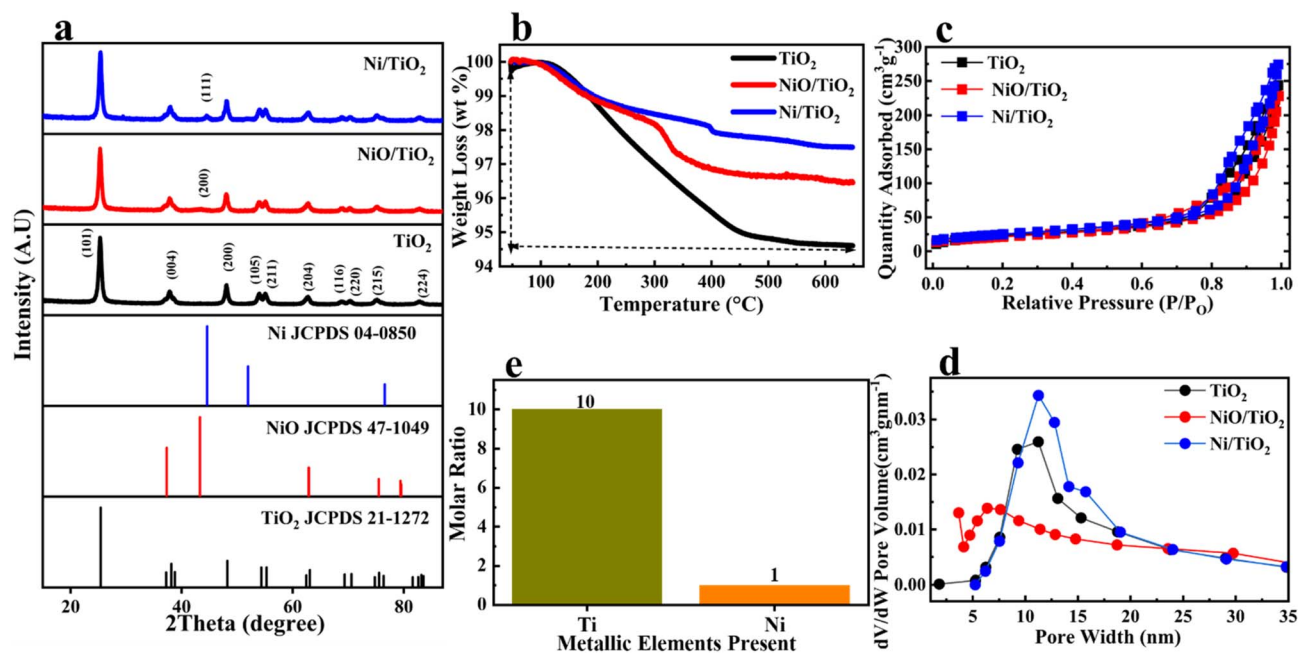 a
Ni/TiO₂
(111)
NiO/TiO₂
(200)
TiO₂
(101)
(004)
(200)
(105)
(211)
(204)
(116)
(220)
(215)
(224)
Ni JCPDS 04-0850
NiO JCPDS 47-1049
TiO₂ JCPDS 21-1272
Intensity (A.U)
20 40 60 80
2Theta (degree)
b
TiO₂
NiO/TiO₂
Ni/TiO₂
Weight Loss (wt %)
100
99
98
97
96
95
94
0 100 200 300 400 500 600
Temperature (°C)
c
TiO₂
NiO/TiO₂
Ni/TiO₂
Quantity Adsorbed (cm³g⁻¹)
300
275
250
225
200
175
150
125
100
75
50
25
0
0.0 0.2 0.4 0.6 0.8 1.0
Relative Pressure (P/P_O)
e
Molar Ratio
10
8
6
4
2
0
10
1
Ti Ni
Metallic Elements Present
d
TiO₂
NiO/TiO₂
Ni/TiO₂
dV/dW Pore Volume(cm³gnm⁻¹)
0.03
0.02
0.01
0.00
5 10 15 20 25 30 35
Pore Width (nm)